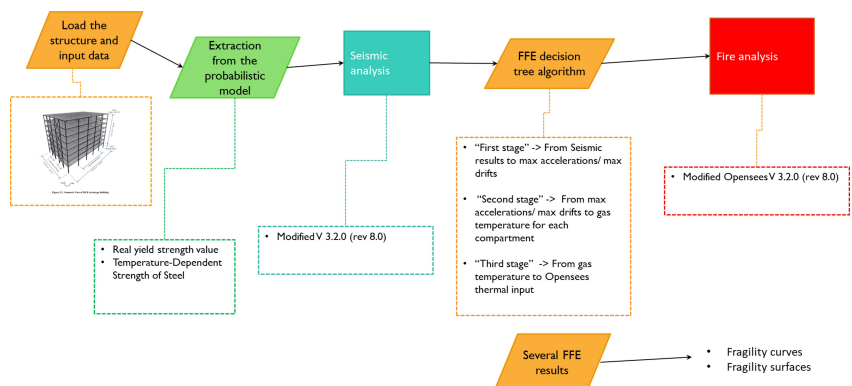 Load the
structure and
input data
Extraction
from the
probabilistic
model
Seismic
analysis
FFE decision
tree algorithm
Fire analysis
• Real yield strength value
• Temperature-Dependent
Strength of Steel
• Modified V 3.2.0 (rev 8.0)
• “First stage” -> From Seismic
results to max accelerations/ max
drifts
• “Second stage” -> From max
accelerations/ max drifts to gas
temperature for each
compartment
• “Third stage” -> From gas
temperature to Opensees
thermal input
• Modified Opensees V 3.2.0 (rev 8.0)
Several FFE
results
• Fragility curves
• Fragility surfaces